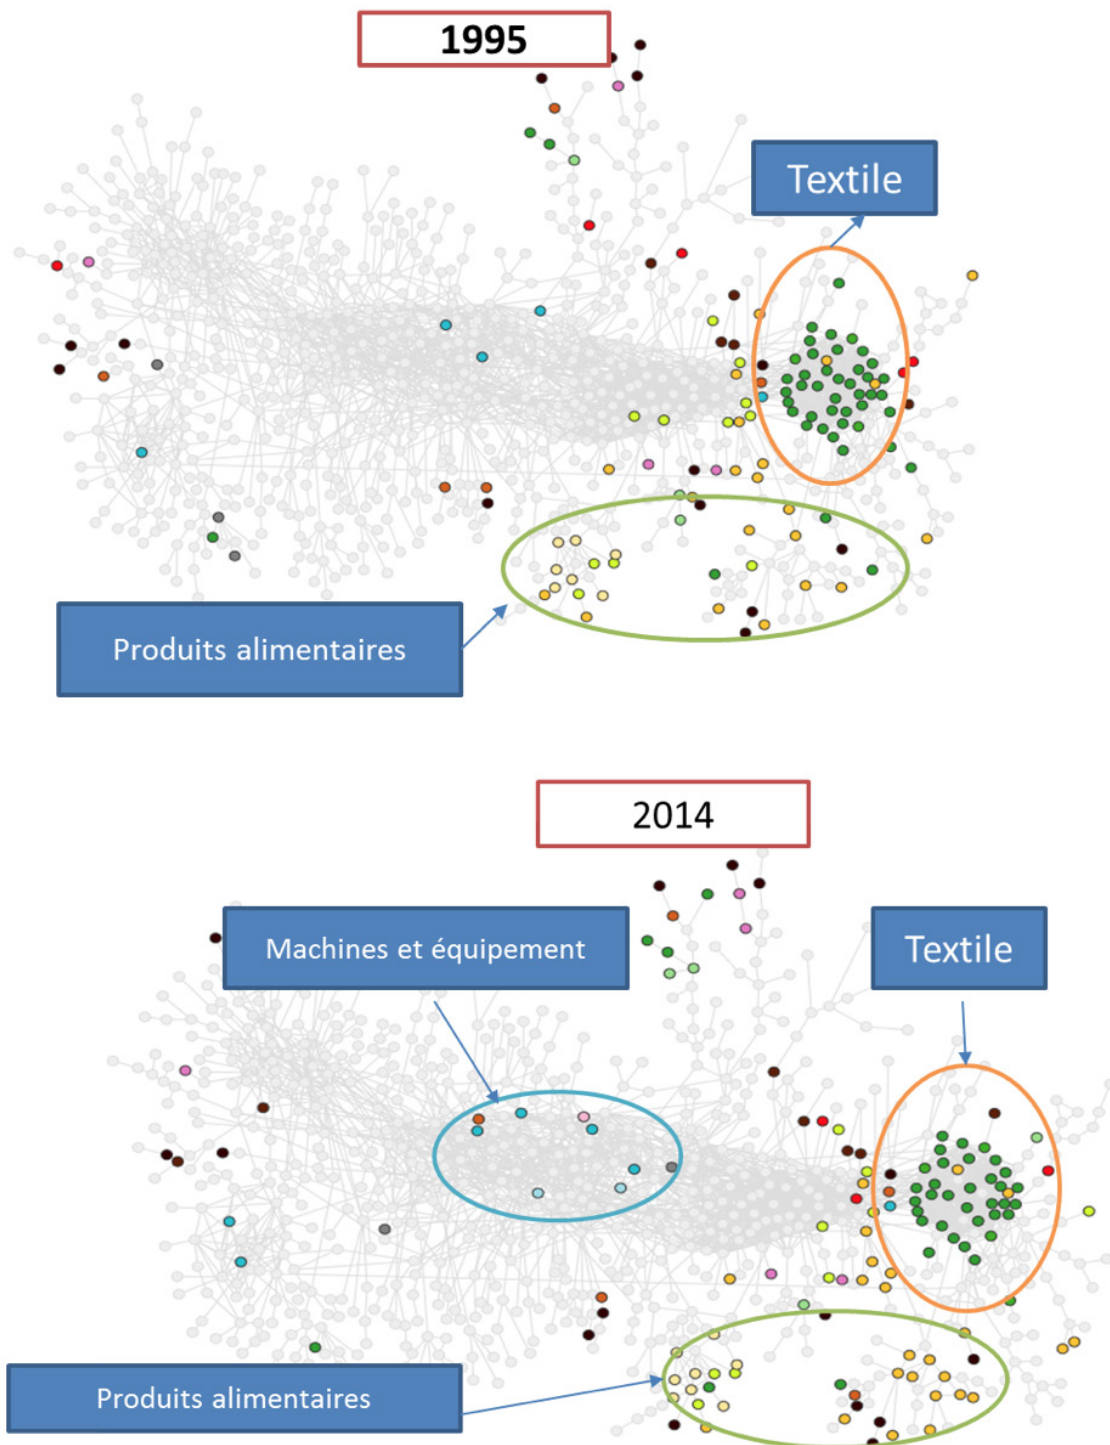 1995
Textile
Produits alimentaires
2014
Machines et équipement
Textile
Produits alimentaires